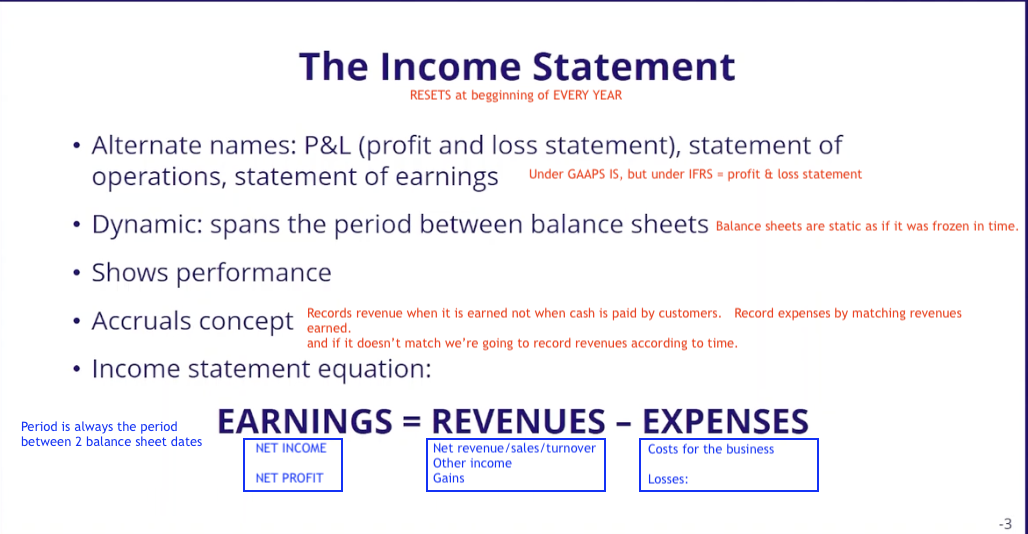 The Income Statement
RESETS at begginning of EVERY YEAR
• Alternate names: P&L (profit and loss statement), statement of
operations, statement of earnings
Under GAAPS IS, but under IFRS = profit & loss statement
• Dynamic: spans the period between balance sheets
Balance sheets are static as if it was frozen in time.
• Shows performance
• Accruals concept
Records revenue when it is earned not when cash is paid by customers. Record expenses by matching revenues
earned.
and if it doesn't match we're going to record revenues according to time.
• Income statement equation:
EARNINGS = REVENUES – EXPENSES
Period is always the period
between 2 balance sheet dates
NET INCOME
NET PROFIT
Net revenue/sales/turnover
Other income
Gains
Costs for the business
Losses:
-3